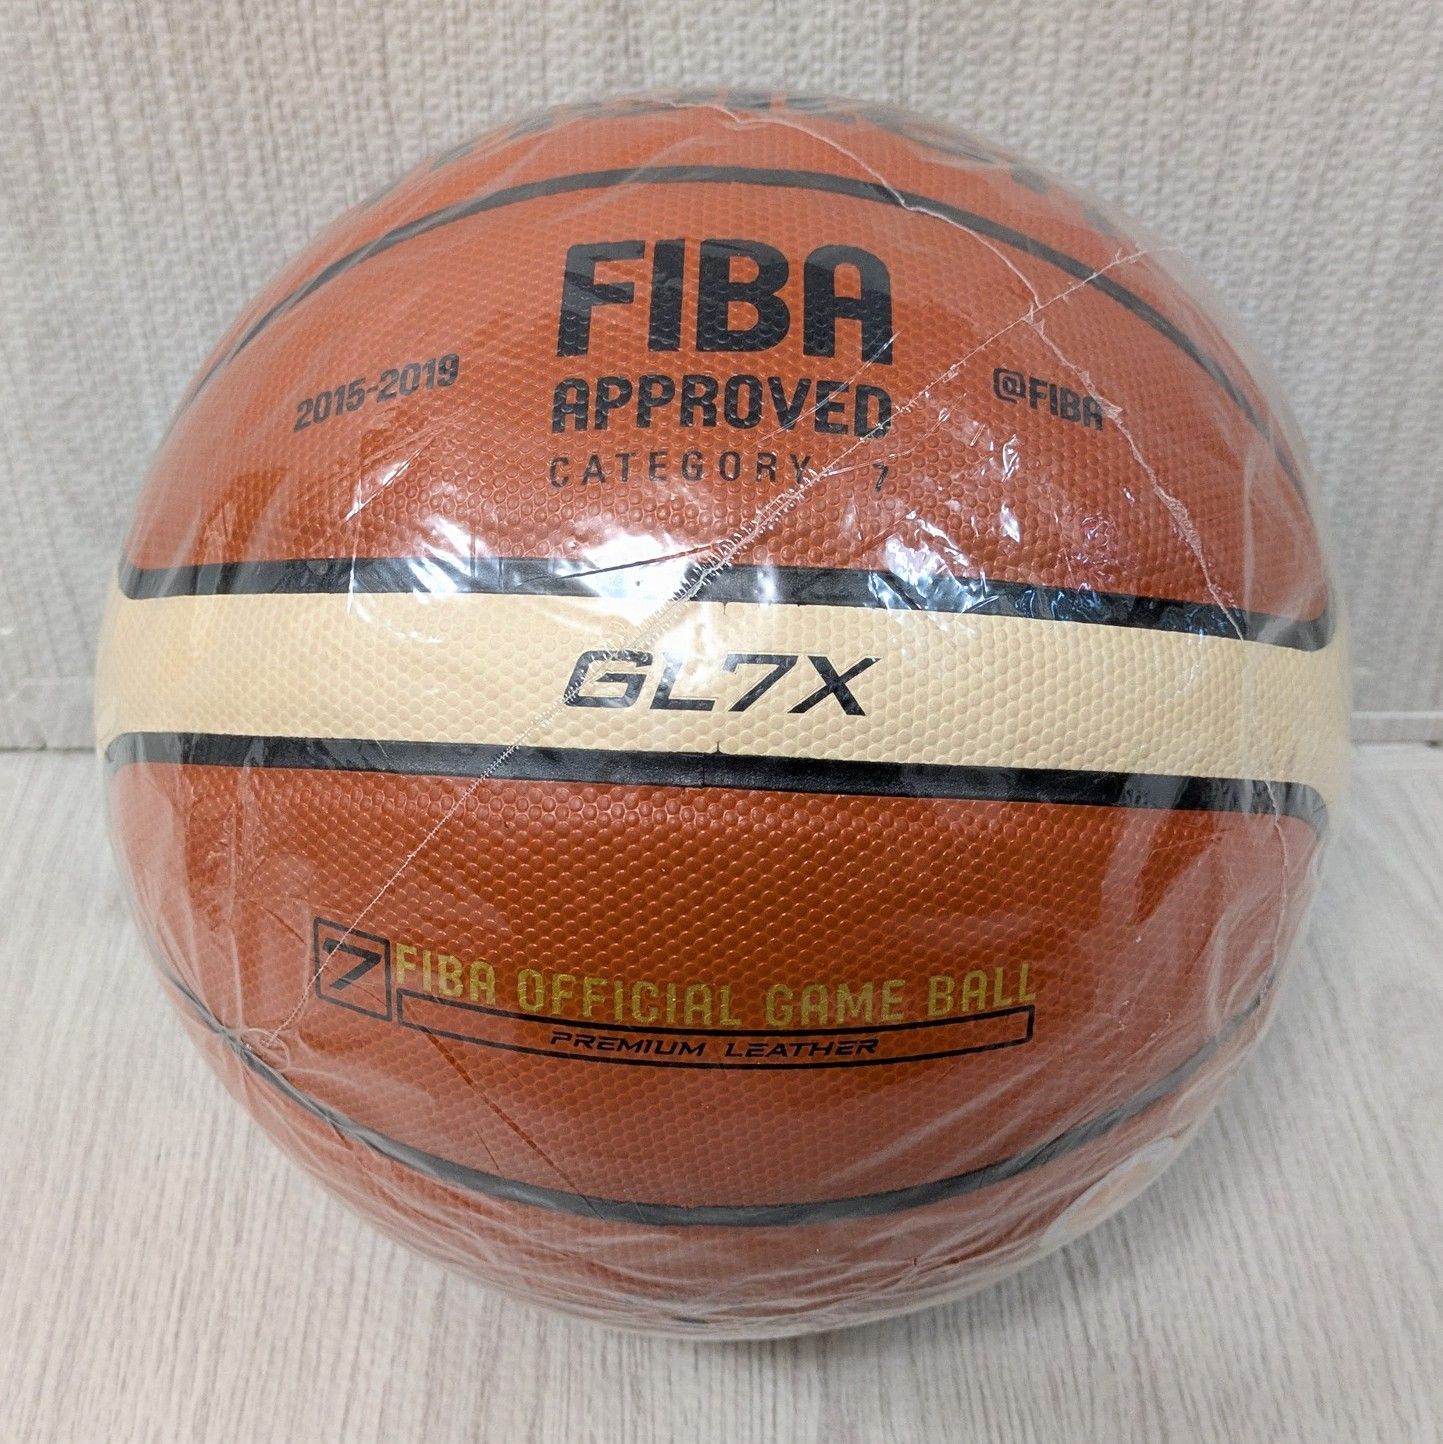 FIBA
APPROVED
CATEGORY 7
2015-2019
@FIBA
GL7X
7
FIBA OFFICIAL GAME BALL
PREMIUM LEATHER